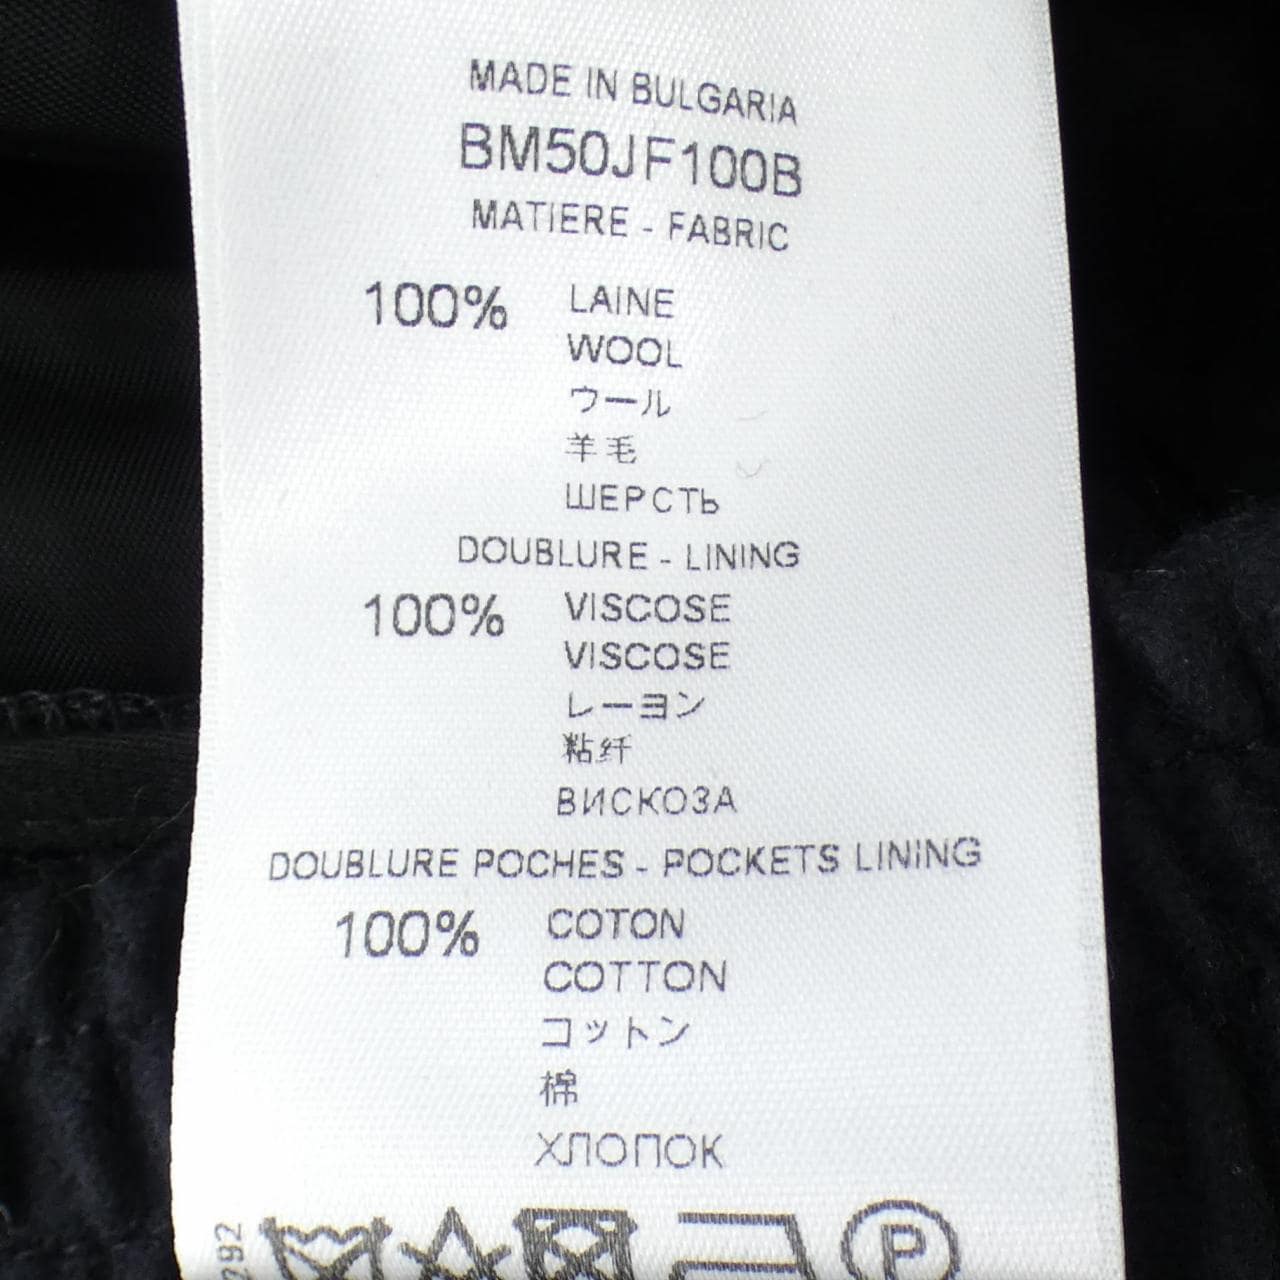 MADE IN BULGARIA
BM50JF100B
MATIERE - FABRIC
100% LAINE
WOOL
ウール
羊毛
ШЕРСТЬ
DOUBLURE - LINING
100% VISCOSE
VISCOSE
レーヨン
粘纤
ВИСКОЗА
DOUBLURE POCHES - POCKETS LINING
100% COTON
COTTON
コットン
棉
ХЛОПОК
P